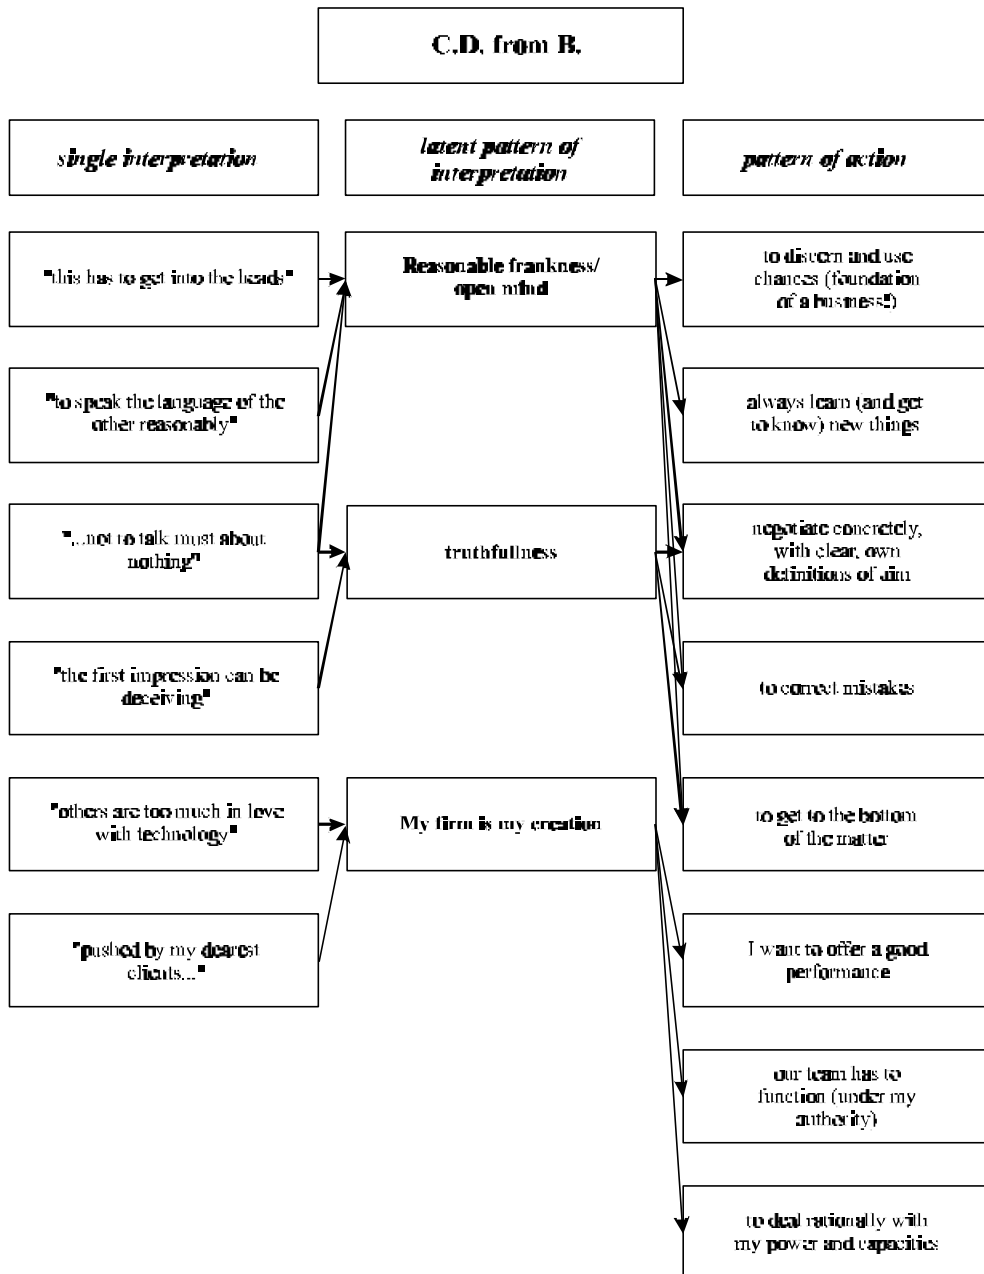 C.D. from B.
single interpretation
latent pattern of
interpretation
pattern of action
"this has to get into the heads"
Reasonable frankness/
open mind
to discern and use
chances (foundation
of a business!)
"to speak the language of the
other reasonably"
always learn (and get
to know) new things
"...not to talk must about
nothing"
truthfullness
negotiate concretely,
with clear, own
definitions of aim
"the first impression can be
deceiving"
to correct mistakes
"others are too much in love
with technology"
My firm is my creation
to get to the bottom
of the matter
"pushed by my dearest
clients..."
I want to offer a good
performance
our team has to
function (under my
authority)
to deal rationally with
my power and capacities